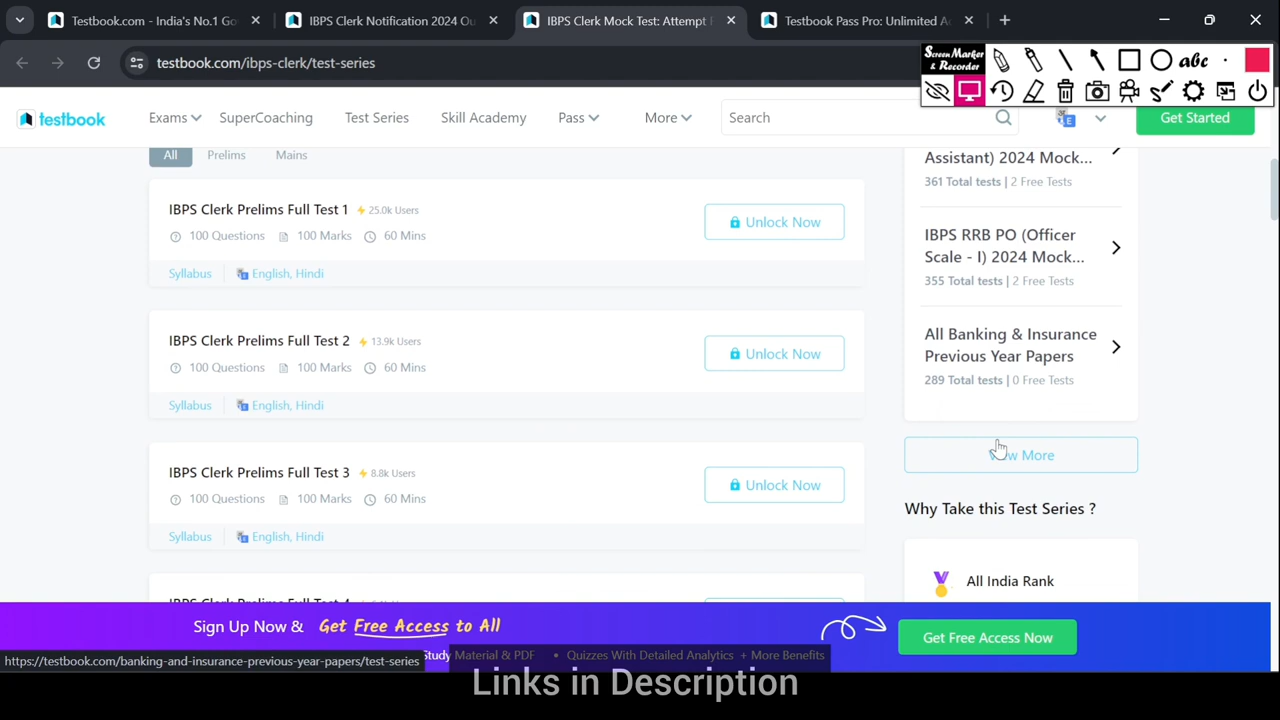 Testbook.com - India's No.1 Go
IBPS Clerk Notification 2024 Ou
IBPS Clerk Mock Test: Attempt F
Testbook Pass Pro: Unlimited Ac
testbook.com/ibps-clerk/test-series
Screen Marker
& Recorder
abc
testbook
Exams
SuperCoaching
Test Series
Skill Academy
Pass
More
Search
Get Started
All
Prelims
Mains
IBPS Clerk Prelims Full Test 1
25.0k Users
100 Questions
100 Marks
60 Mins
Unlock Now
Syllabus
English, Hindi
IBPS Clerk Prelims Full Test 2
13.9k Users
100 Questions
100 Marks
60 Mins
Unlock Now
Syllabus
English, Hindi
IBPS Clerk Prelims Full Test 3
8.8k Users
100 Questions
100 Marks
60 Mins
Unlock Now
Syllabus
English, Hindi
IBPS Clerk Prelims Full Test 4
Assistant) 2024 Mock...
361 Total tests | 2 Free Tests
IBPS RRB PO (Officer
Scale - I) 2024 Mock...
355 Total tests | 2 Free Tests
All Banking & Insurance
Previous Year Papers
289 Total tests | 0 Free Tests
View More
Why Take this Test Series ?
All India Rank
Sign Up Now & Get Free Access to All
Get Free Access Now
https://testbook.com/banking-and-insurance-previous-year-papers/test-series
Study Material & PDF • Quizzes With Detailed Analytics + More Benefits
Links in Description